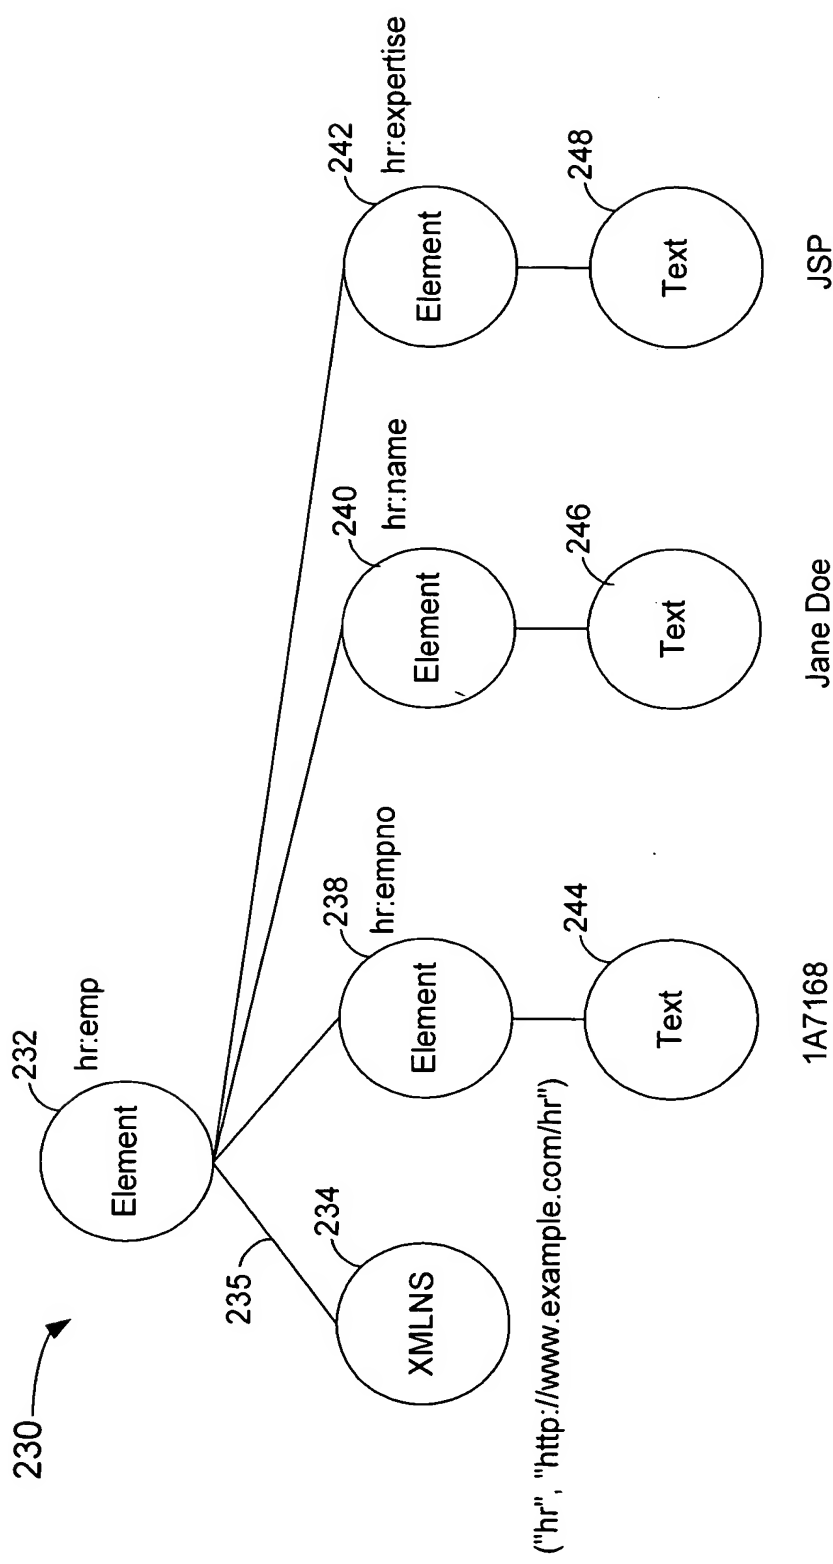 230
232
hr:emp
Element
235
234
XMLNS
("hr", "http://www.example.com/hr")
238
hr:empno
Element
244
Text
1A7168
240
hr:name
Element
246
Text
Jane Doe
242
hr:expertise
Element
248
Text
JSP